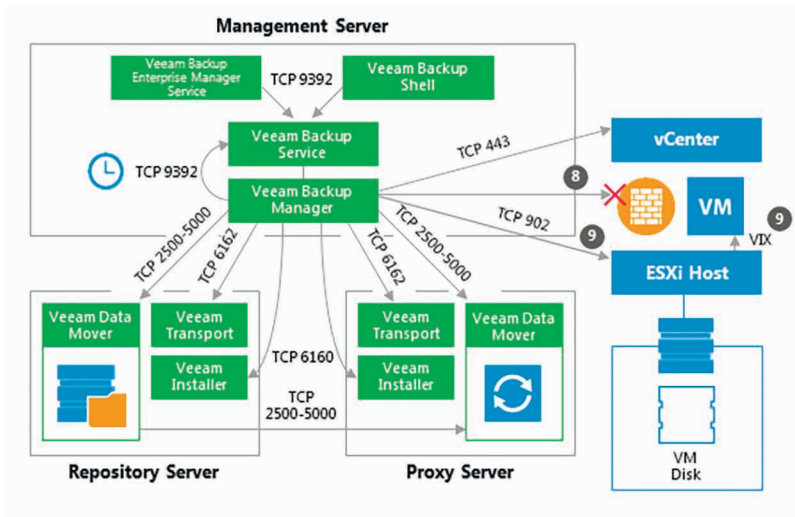 Management Server
Veeam Backup
Enterprise Manager
Service
TCP 9392
Veeam Backup
Shell
Veeam Backup
Service
TCP 9392
Veeam Backup
Manager
TCP 443
vCenter
8
VM
TCP 902
9
9
VIX
ESXi Host
TCP 2500-5000
TCP 6162
TCP 6162
TCP 2500-5000
Veeam Data
Mover
Veeam
Transport
Veeam
Installer
TCP 6160
TCP
2500-5000
Veeam
Transport
Veeam
Installer
Veeam Data
Mover
VM
Disk
Repository Server
Proxy Server